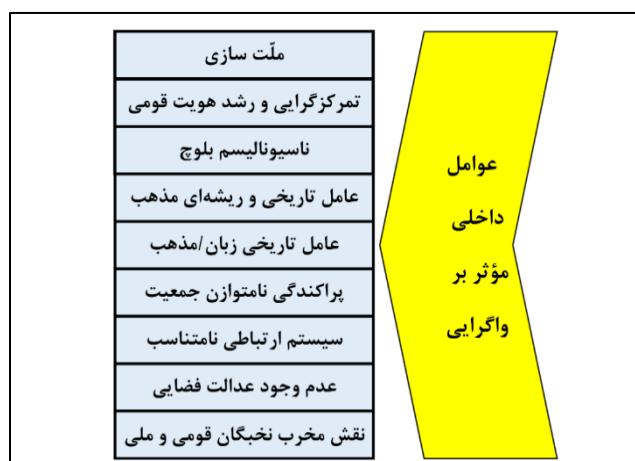 عوامل
داخلی
مؤثر بر
واگرایی
ملّت سازی
تمرکزگرایی و رشد هویت قومی
ناسیونالیسم بلوچ
عامل تاریخی و ریشه‌ای مذهب
عامل تاریخی زبان/مذهب
پراکندگی نامتوازن جمعیت
سیستم ارتباطی نامتناسب
عدم وجود عدالت فضایی
نقش مخرب نخبگان قومی و ملی